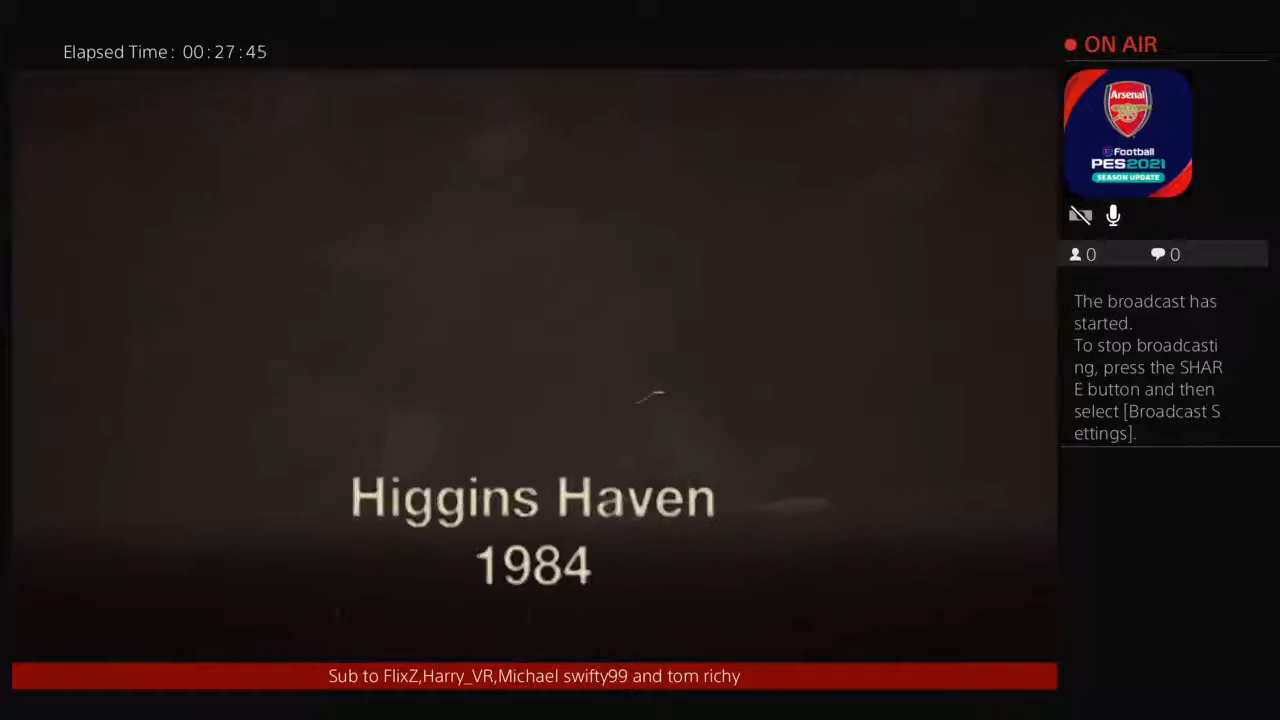 Elapsed Time: 00:27:45
ON AIR
Arsenal
eFootball
PES2021
SEASON UPDATE
0
0
The broadcast has
started.
To stop broadcasti
ng, press the SHAR
E button and then
select [Broadcast S
ettings].
Higgins Haven
1984
Sub to FlixZ,Harry_VR,Michael swifty99 and tom richy